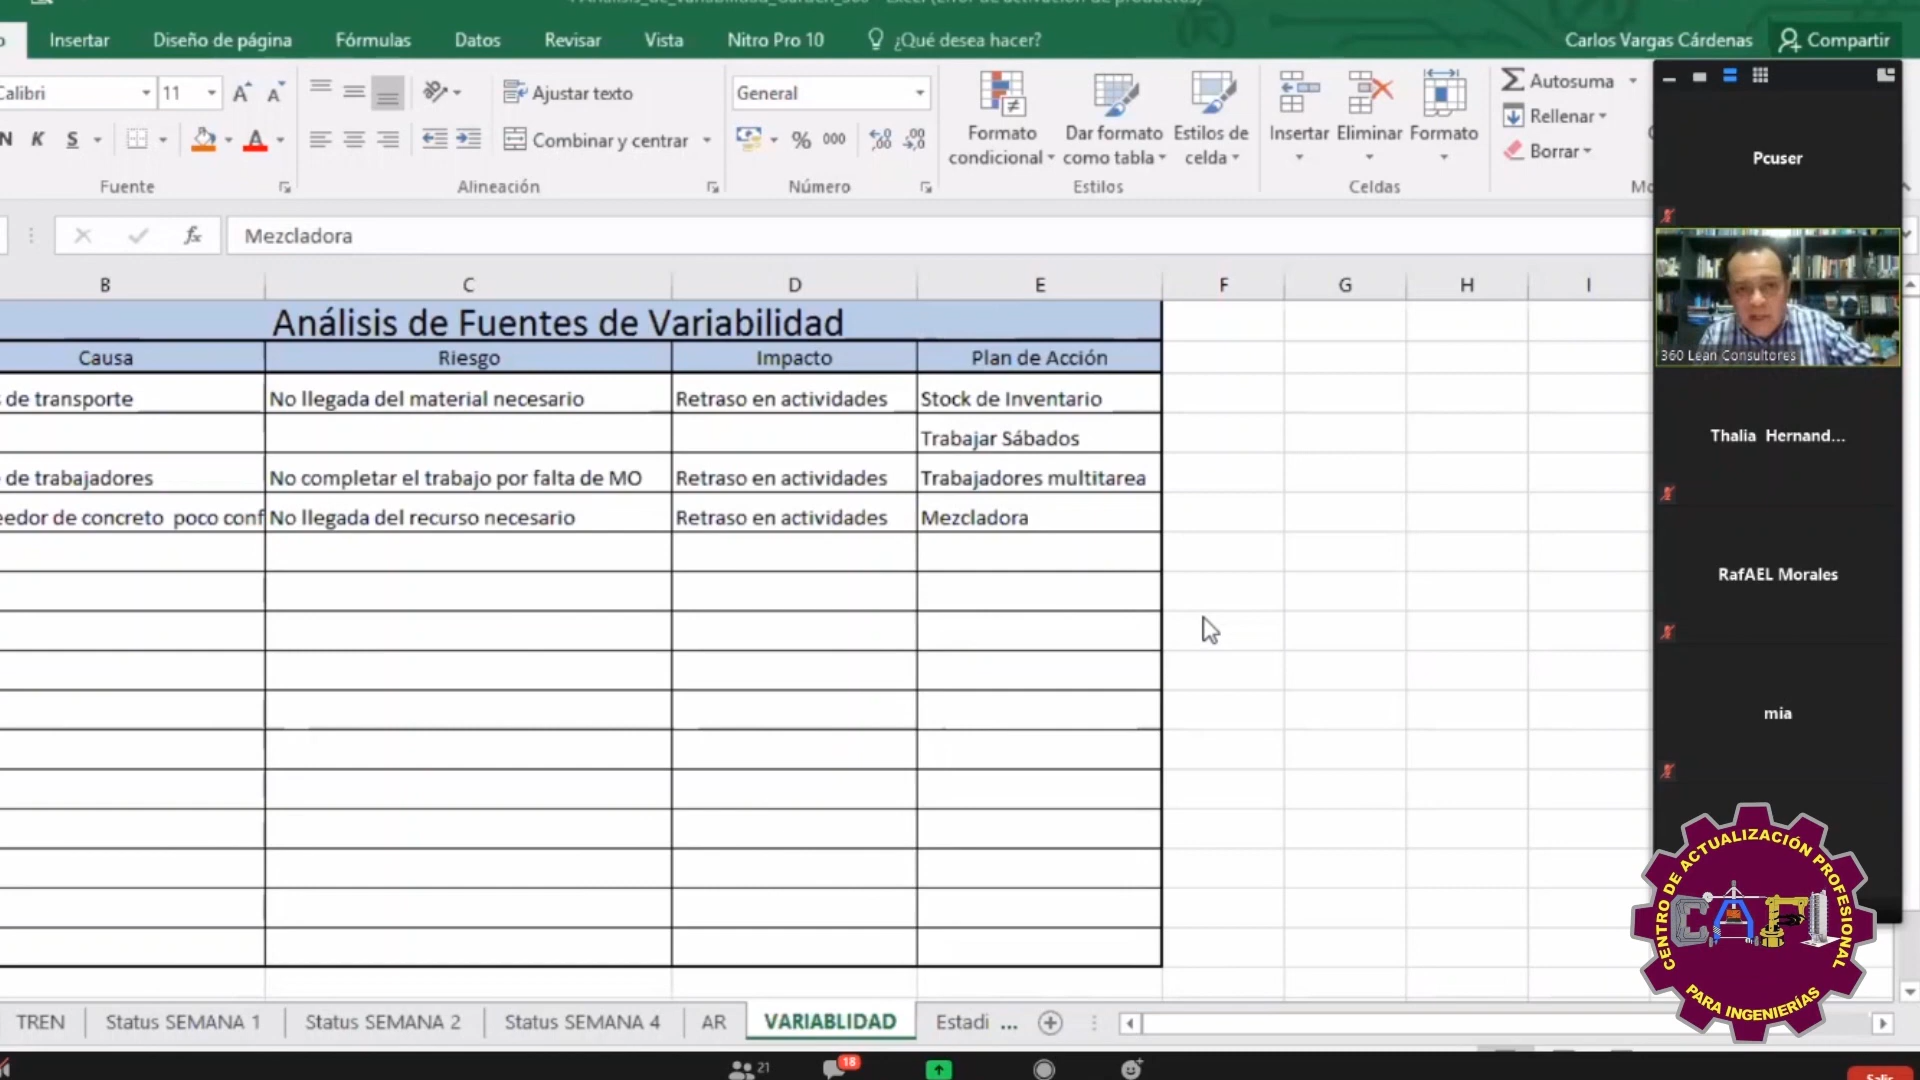 Insertar Diseño de página Fórmulas Datos Revisar Vista Nitro Pro 10 ¿Qué desea hacer? Carlos Vargas Cárdenas Compartir
Calibri 11 Ajustar texto General Formato condicional Dar formato como tabla Estilos de celda Insertar Eliminar Formato Autosuma
Rellenar
N K S Combinar y centrar % 000 Borrar
Fuente Alineación Número Estilos Celdas
fx Mezcladora
B C D E F G H I
Análisis de Fuentes de Variabilidad
Causa Riesgo Impacto Plan de Acción
de transporte No llegada del material necesario Retraso en actividades Stock de Inventario
Trabajar Sábados
de trabajadores No completar el trabajo por falta de MO Retraso en actividades Trabajadores multitarea
eedor de concreto poco conf No llegada del recurso necesario Retraso en actividades Mezcladora
TREN Status SEMANA 1 Status SEMANA 2 Status SEMANA 4 AR VARIABLIDAD Estadi ...
21 18
Pcuser
360 Lean Consultores
Thalia Hernand...
RafAEL Morales
mia
CENTRO DE ACTUALIZACIÓN PROFESIONAL
CAPI
PARA INGENIERÍAS